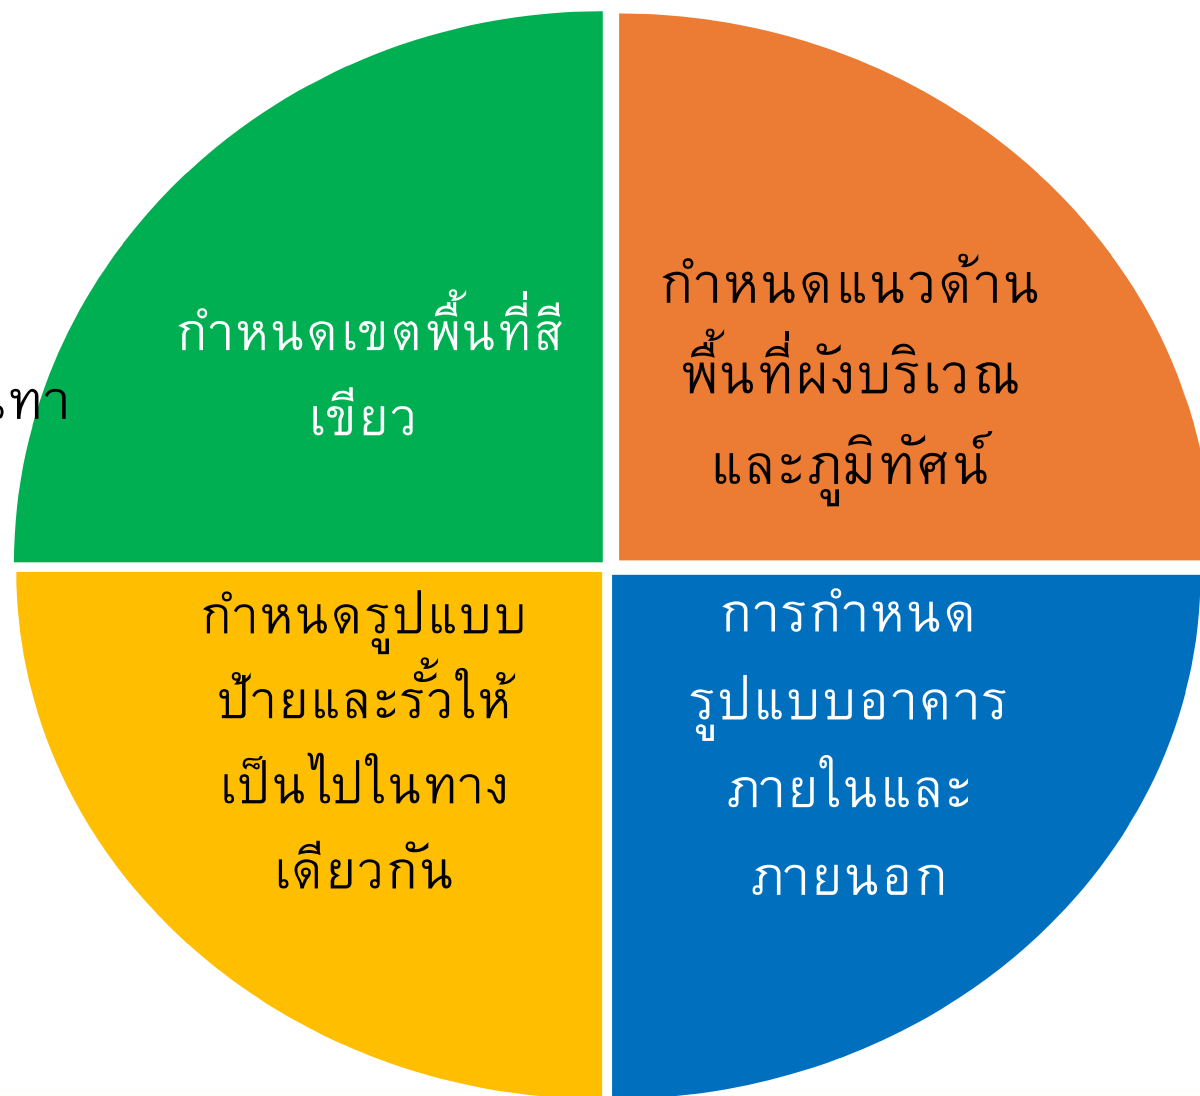 กำหนดเขตพื้นที่สี
เขียว
กำหนดแนวด้าน
พื้นที่ผังบริเวณ
และภูมิทัศน์
กำหนดรูปแบบ
ป้ายและรั้วให้
เป็นไปในทาง
เดียวกัน
การกำหนด
รูปแบบอาคาร
ภายในและ
ภายนอก